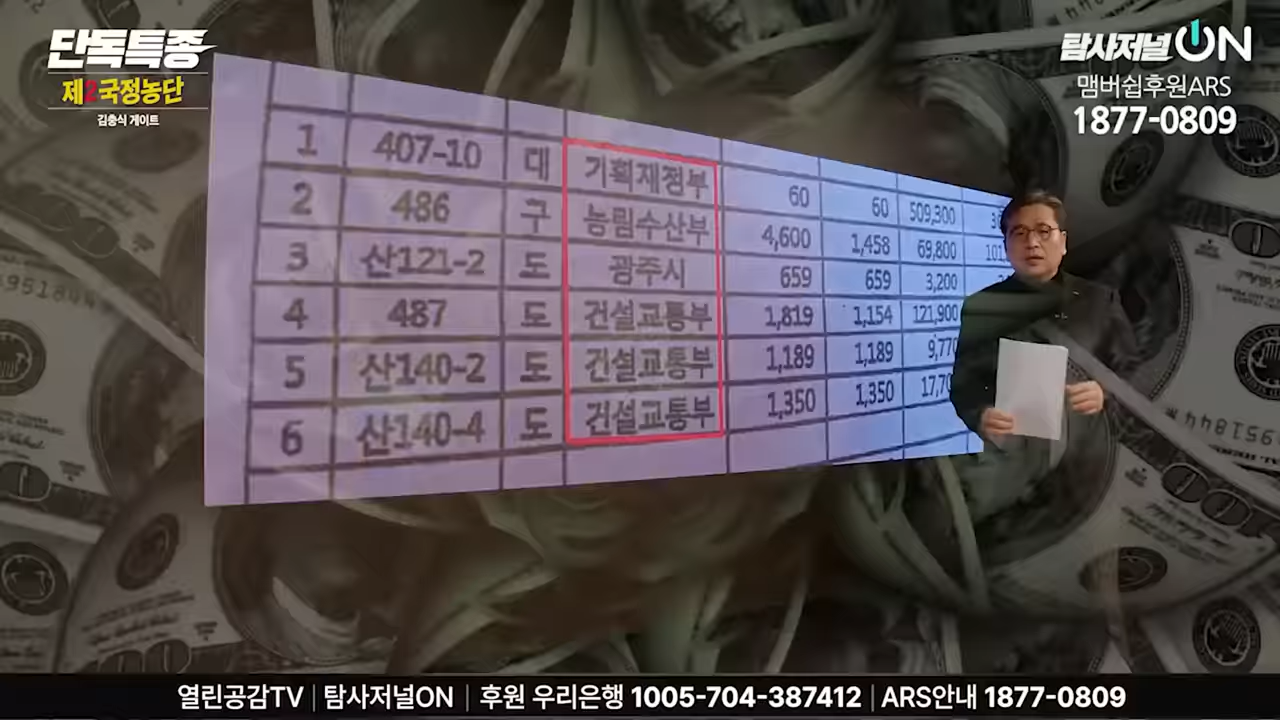 단독특종
제2국정농단
김충식 게이트
탐사저널ON
맴버쉽후원ARS
1877-0809
1 407-10 대 기획재정부 60 60 509,300
2 486 구 농림수산부 4,600 1,458 69,800
3 산121-2 도 광주시 659 659 3,200
4 487 도 건설교통부 1,819 1,154 121,900
5 산140-2 도 건설교통부 1,189 1,189
6 산140-4 도 건설교통부 1,350 1,350
열린공감TV | 탐사저널ON | 후원 우리은행 1005-704-387412 | ARS안내 1877-0809